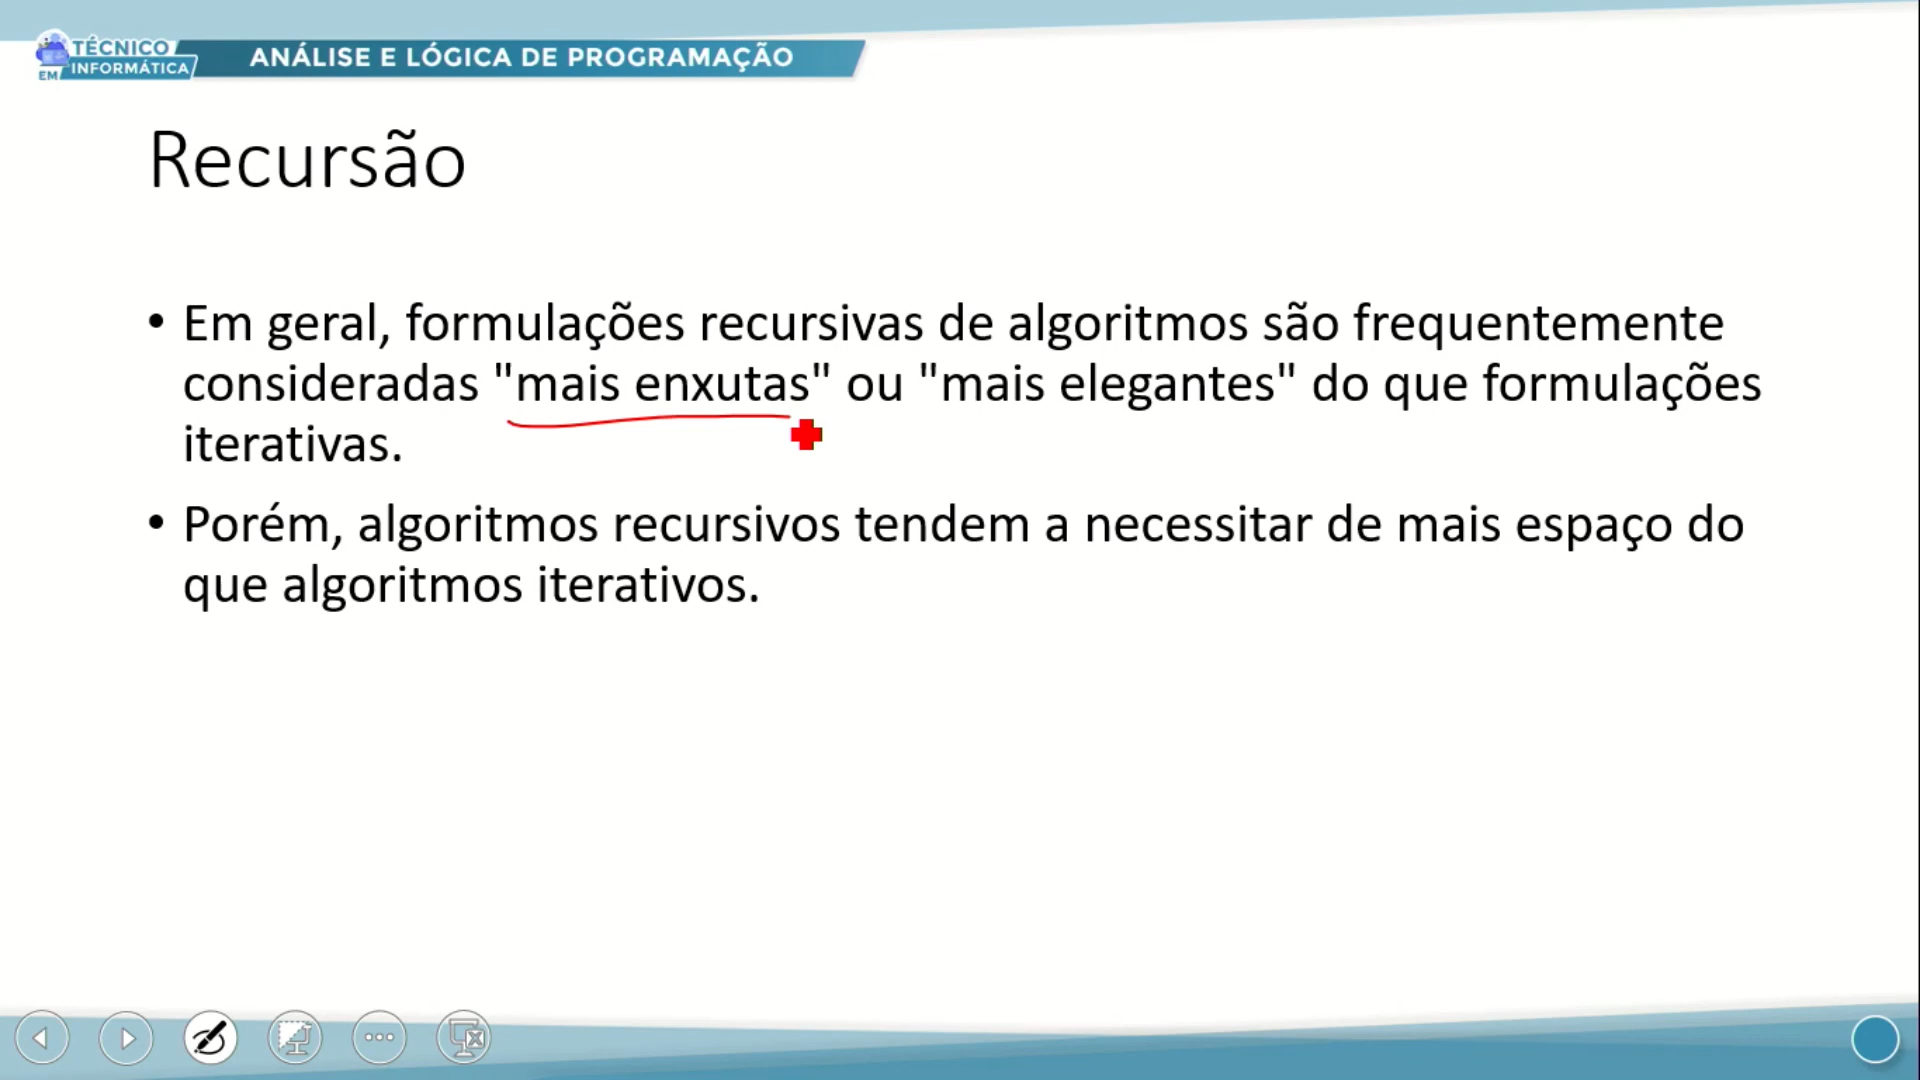 TÉCNICO
EM INFORMÁTICA
ANÁLISE E LÓGICA DE PROGRAMAÇÃO
Recursão
• Em geral, formulações recursivas de algoritmos são frequentemente
consideradas "mais enxutas" ou "mais elegantes" do que formulações
iterativas.
• Porém, algoritmos recursivos tendem a necessitar de mais espaço do
que algoritmos iterativos.